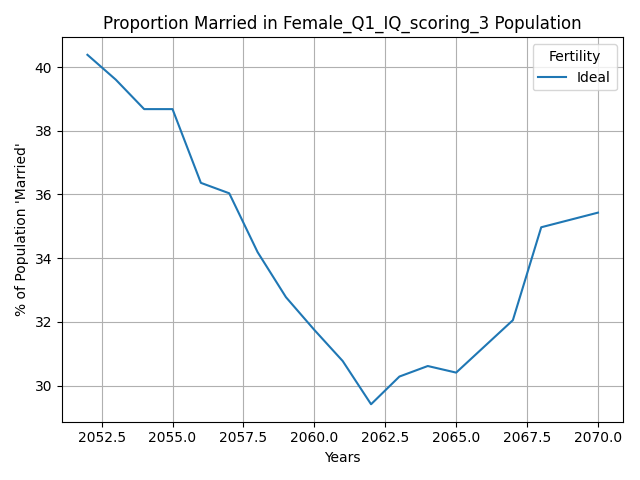 Proportion Married in Female_Q1_IQ_scoring_3 Population
Fertility
Ideal
% of Population 'Married'
40
38
36
34
32
30
2052.5 2055.0 2057.5 2060.0 2062.5 2065.0 2067.5 2070.0
Years